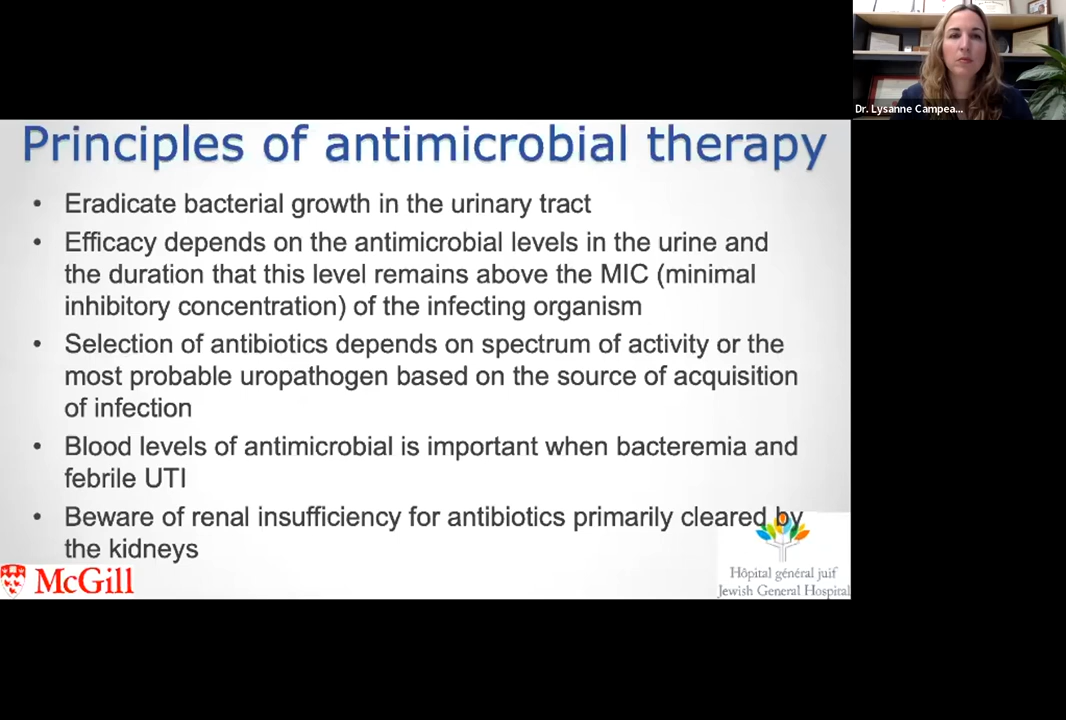 Dr. Lysanne Campea...
Principles of antimicrobial therapy
• Eradicate bacterial growth in the urinary tract
• Efficacy depends on the antimicrobial levels in the urine and
the duration that this level remains above the MIC (minimal
inhibitory concentration) of the infecting organism
• Selection of antibiotics depends on spectrum of activity or the
most probable uropathogen based on the source of acquisition
of infection
• Blood levels of antimicrobial is important when bacteremia and
febrile UTI
• Beware of renal insufficiency for antibiotics primarily cleared by
the kidneys
McGill
Hôpital général juif
Jewish General Hospital